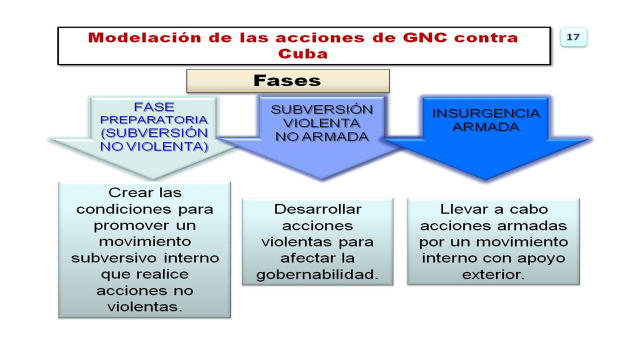 Modelación de las acciones de GNC contra
Cuba
17
Fases
FASE
PREPARATORIA
(SUBVERSIÓN
NO VIOLENTA)
SUBVERSIÓN
VIOLENTA
NO ARMADA
INSURGENCIA
ARMADA
Crear las
condiciones para
promover un
movimiento
subversivo interno
que realice
acciones no
violentas.
Desarrollar
acciones
violentas para
afectar la
gobernabilidad.
Llevar a cabo
acciones armadas
por un movimiento
interno con apoyo
exterior.